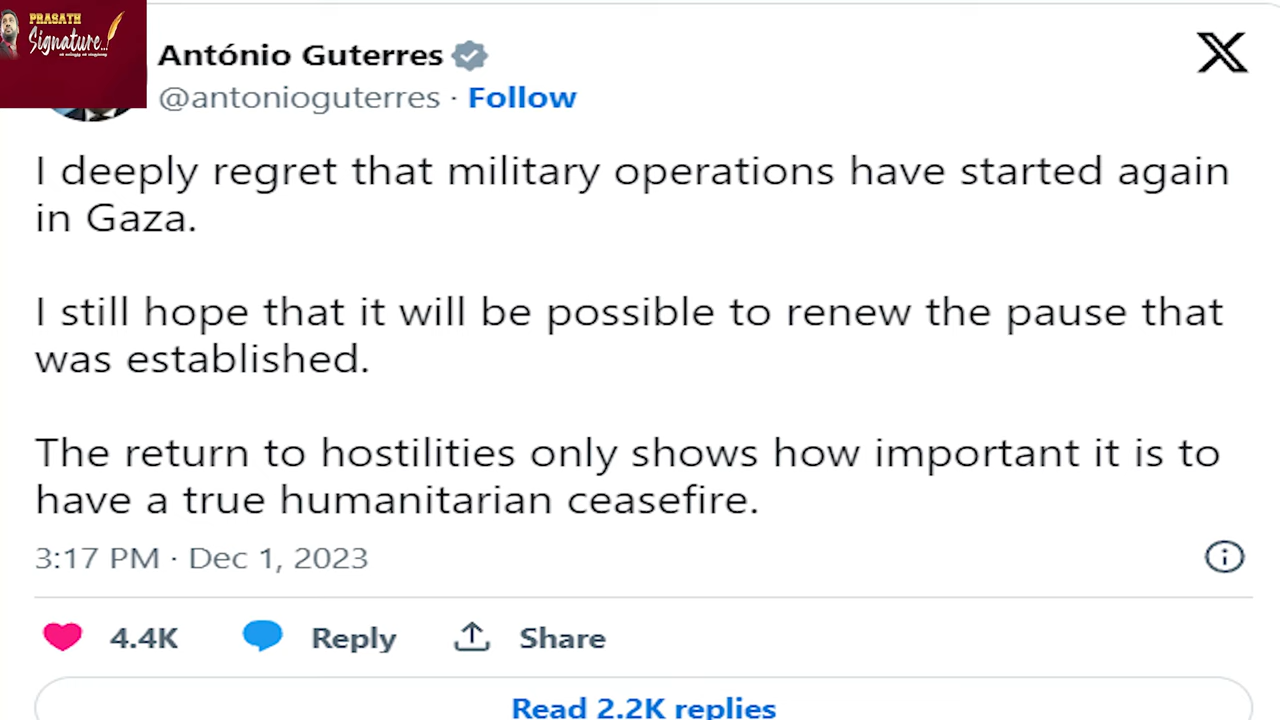 PRASATH
Signature..!
António Guterres
@antonioguterres · Follow
I deeply regret that military operations have started again
in Gaza.
I still hope that it will be possible to renew the pause that
was established.
The return to hostilities only shows how important it is to
have a true humanitarian ceasefire.
3:17 PM · Dec 1, 2023
4.4K Reply Share
Read 2.2K replies